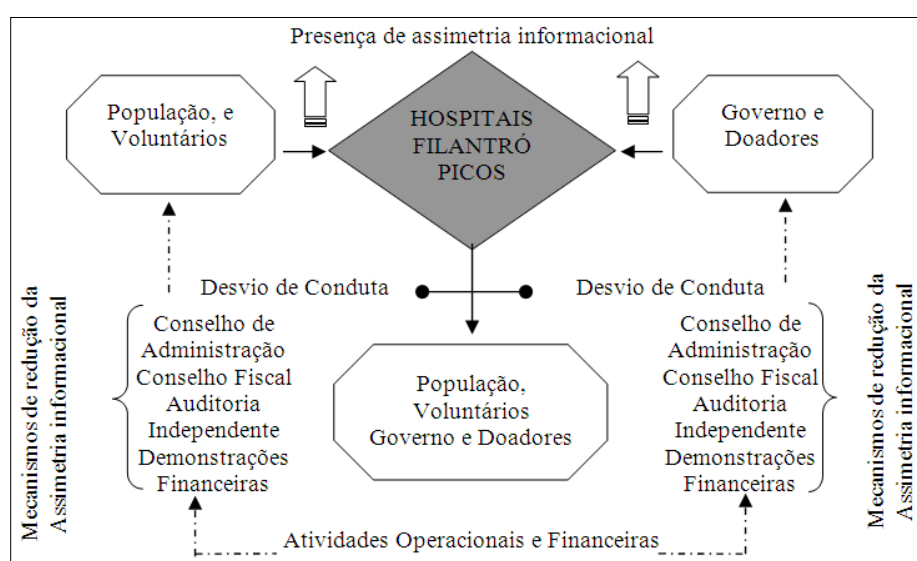 Presença de assimetria informacional
População, e
Voluntários
HOSPITAIS
FILANTRÓ
PICOS
Governo e
Doadores
Desvio de Conduta
Desvio de Conduta
Mecanismos de redução da
Assimetria informacional
Conselho de
Administração
Conselho Fiscal
Auditoria
Independente
Demonstrações
Financeiras
População,
Voluntários
Governo e Doadores
Conselho de
Administração
Conselho Fiscal
Auditoria
Independente
Demonstrações
Financeiras
Mecanismos de redução da
Assimetria informacional
Atividades Operacionais e Financeiras